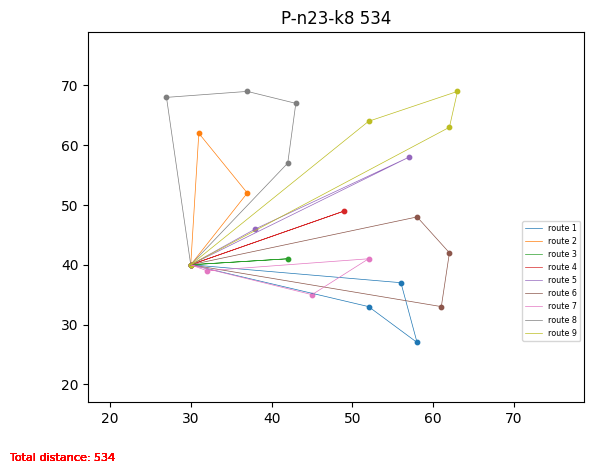 P-n23-k8 534
70
60
50
40
30
20
20
30
40
50
60
70
route 1
route 2
route 3
route 4
route 5
route 6
route 7
route 8
route 9
Total distance: 534